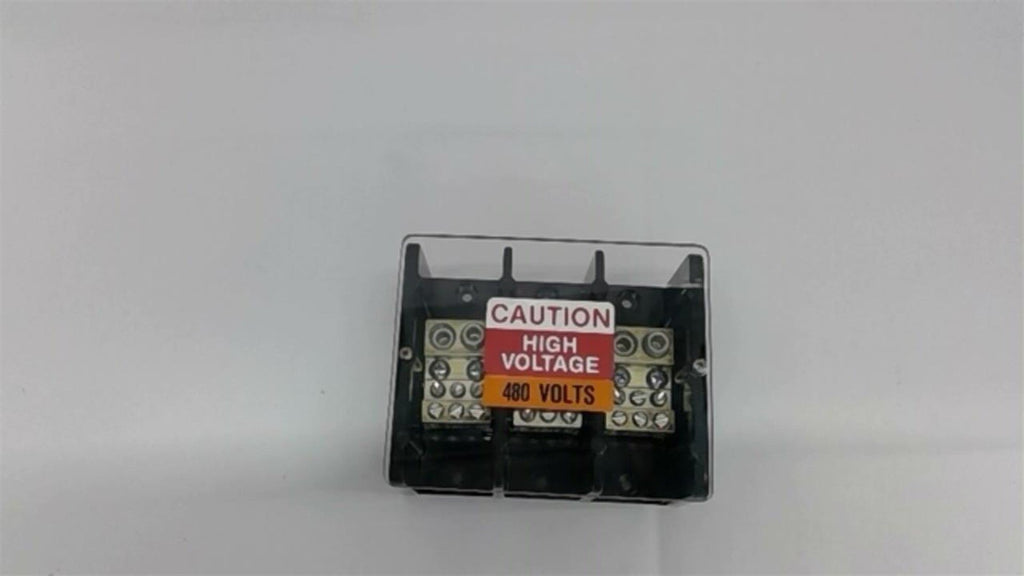 CAUTION
HIGH
VOLTAGE
480 VOLTS